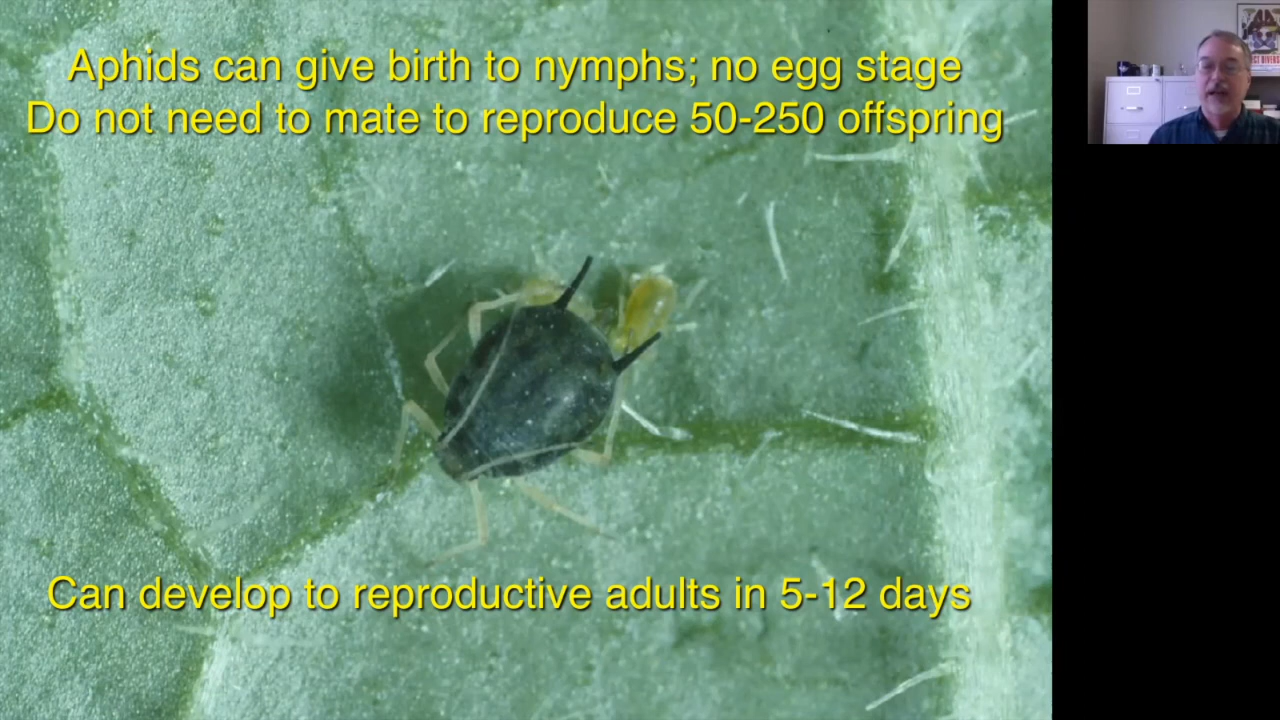 Aphids can give birth to nymphs; no egg stage
Do not need to mate to reproduce 50-250 offspring
Can develop to reproductive adults in 5-12 days